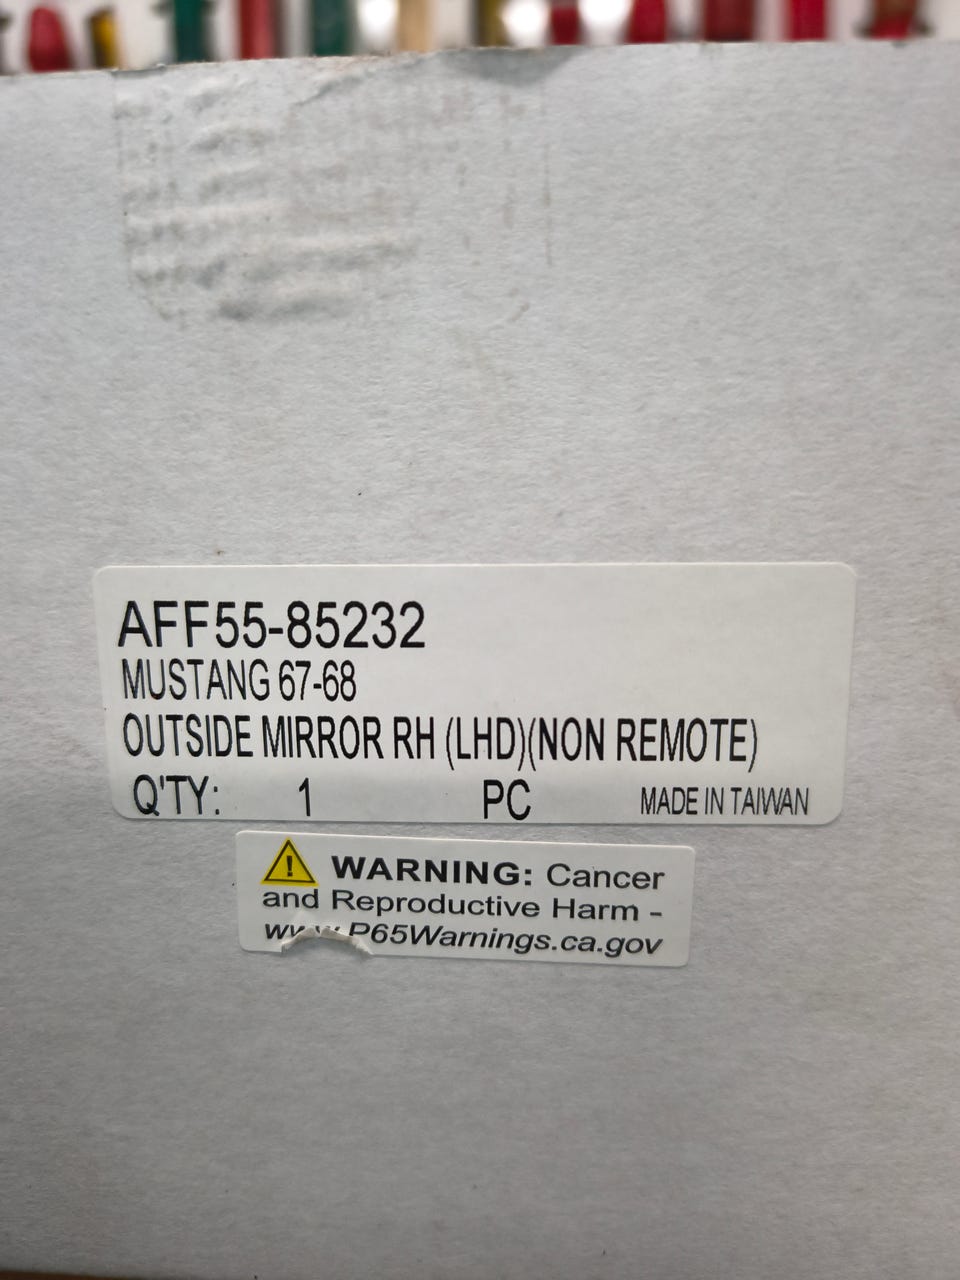 AFF55-85232
MUSTANG 67-68
OUTSIDE MIRROR RH (LHD)(NON REMOTE)
Q'TY: 1 PC MADE IN TAIWAN
WARNING: Cancer
and Reproductive Harm -
www.P65Warnings.ca.gov